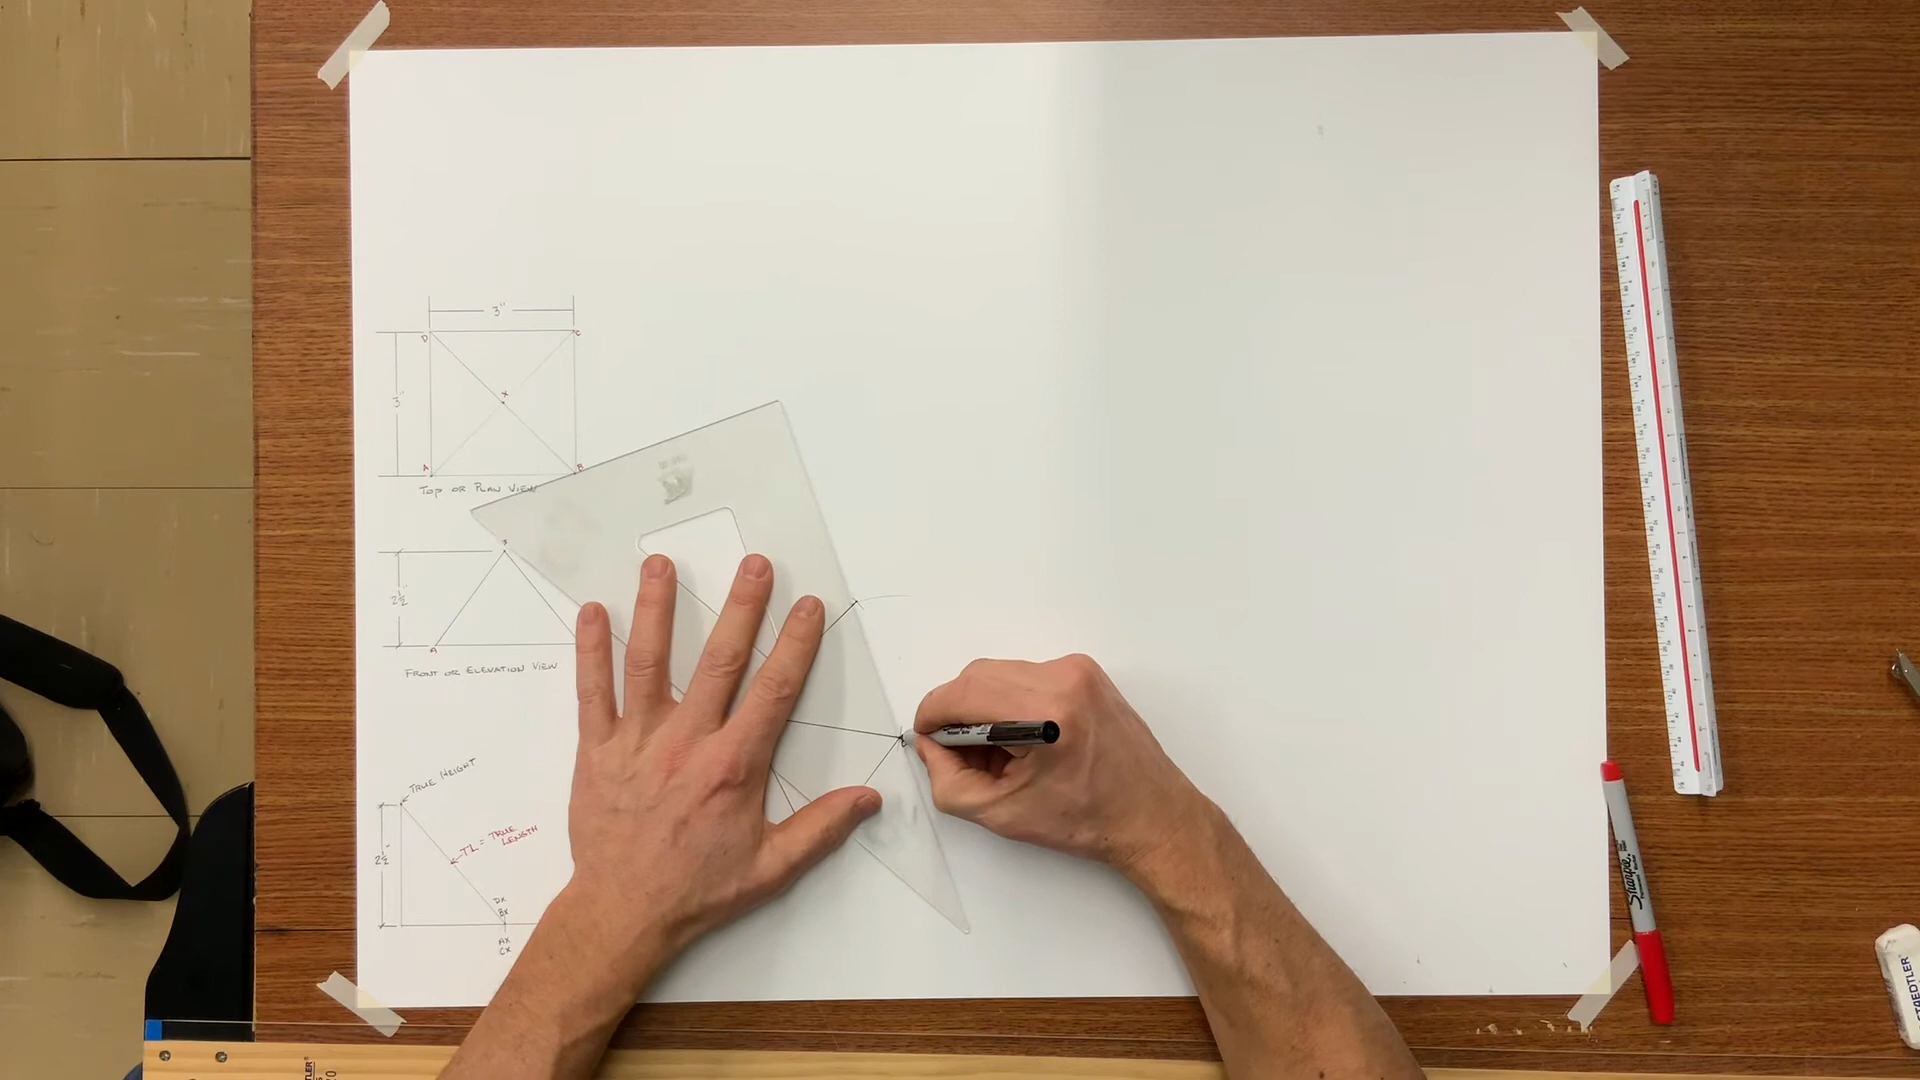 3"
D
C
3"
X
A
B
TOP OR PLAN VIEW
X
2½"
A
FRONT OR ELEVATION VIEW
TRUE HEIGHT
TL = TRUE
LENGTH
2½"
DX
BX
AX
CX
Sharpie
STAEDTLER